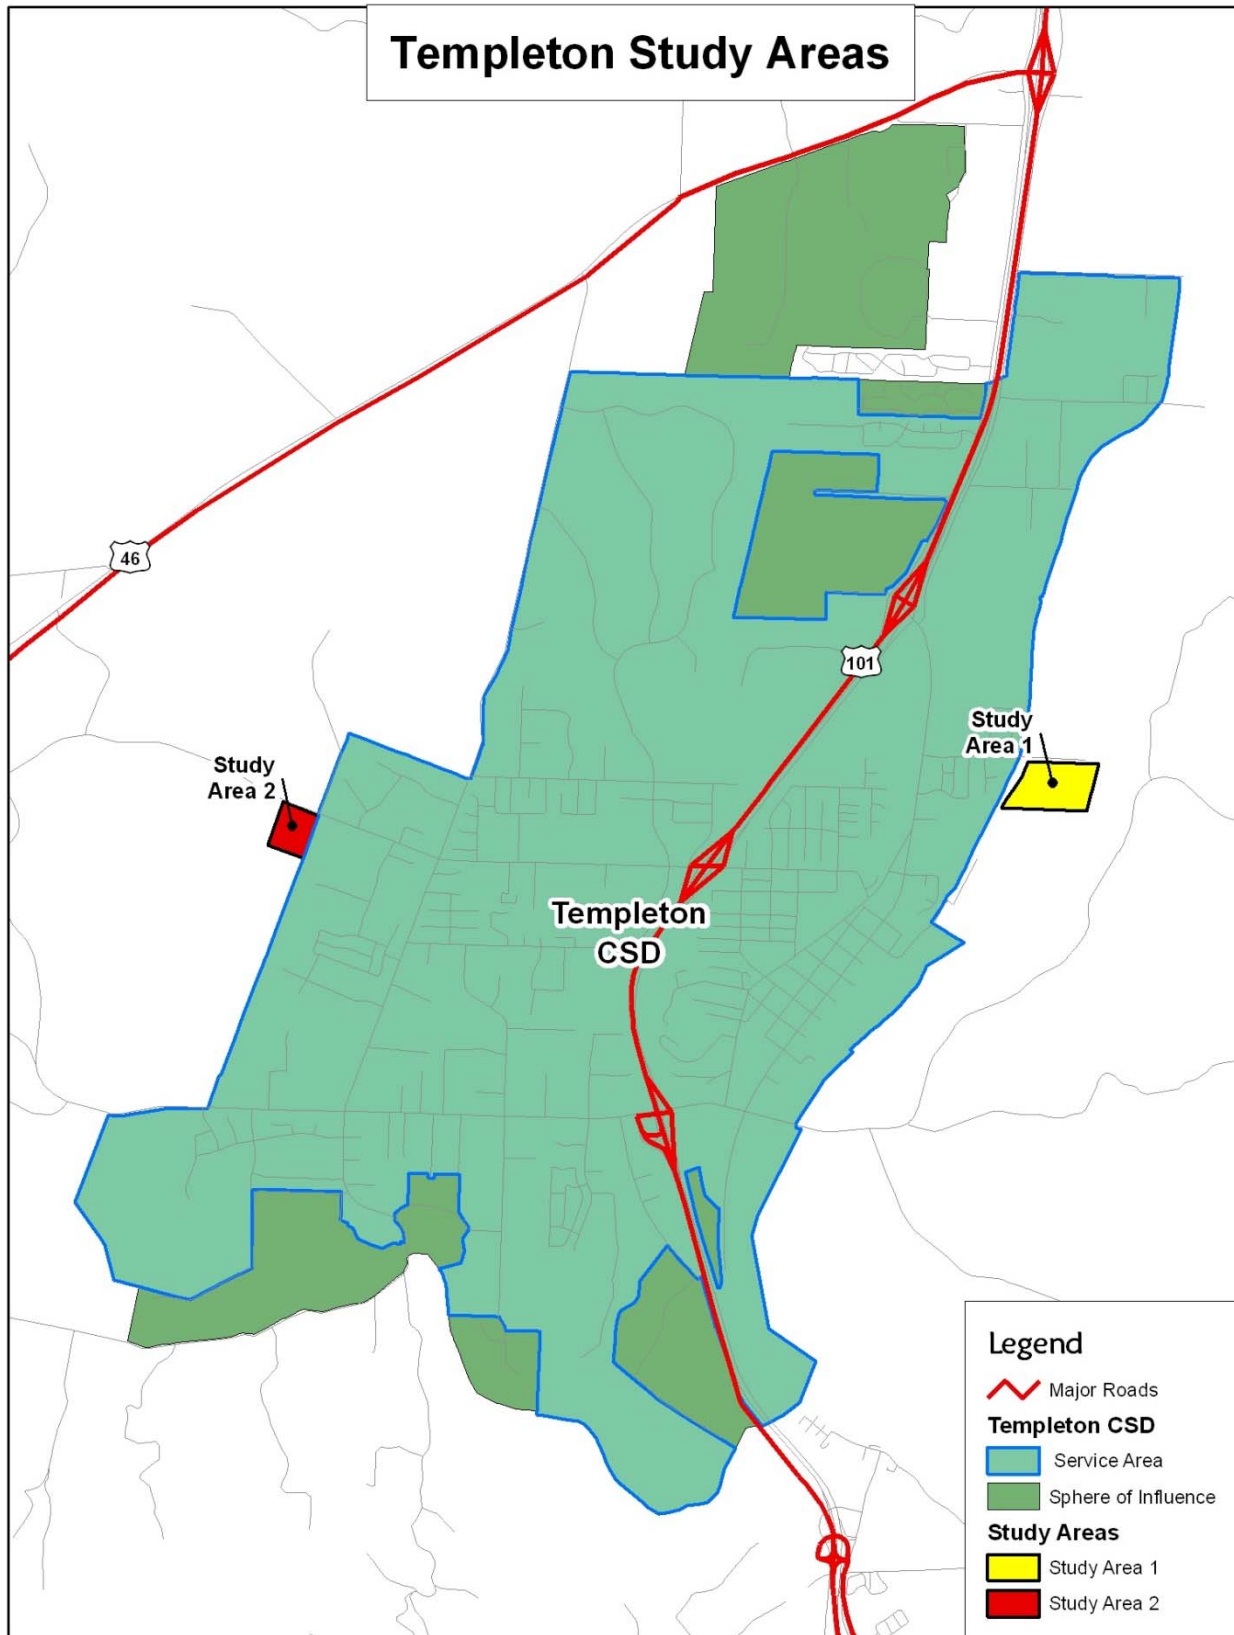 Templeton Study Areas
46
101
Study
Area 1
Study
Area 2
Templeton
CSD
Legend
Major Roads
Templeton CSD
Service Area
Sphere of Influence
Study Areas
Study Area 1
Study Area 2